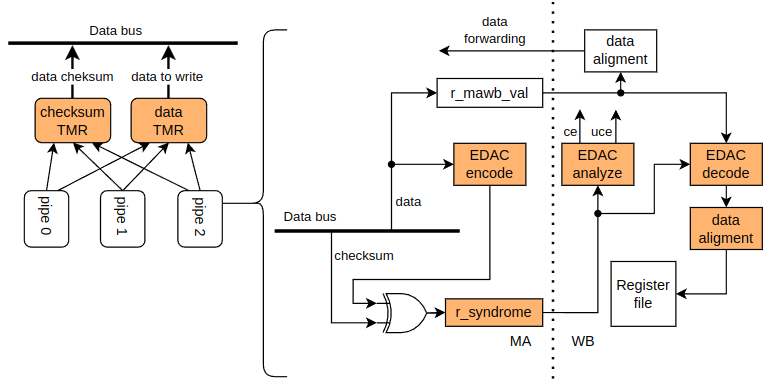 Data bus
data cheksum
data to write
checksum
TMR
data
TMR
pipe 0
pipe 1
pipe 2
data
forwarding
data
aligment
r_mawb_val
ce
uce
EDAC
encode
EDAC
analyze
EDAC
decode
data
Data bus
checksum
data
aligment
Register
file
r_syndrome
MA
WB